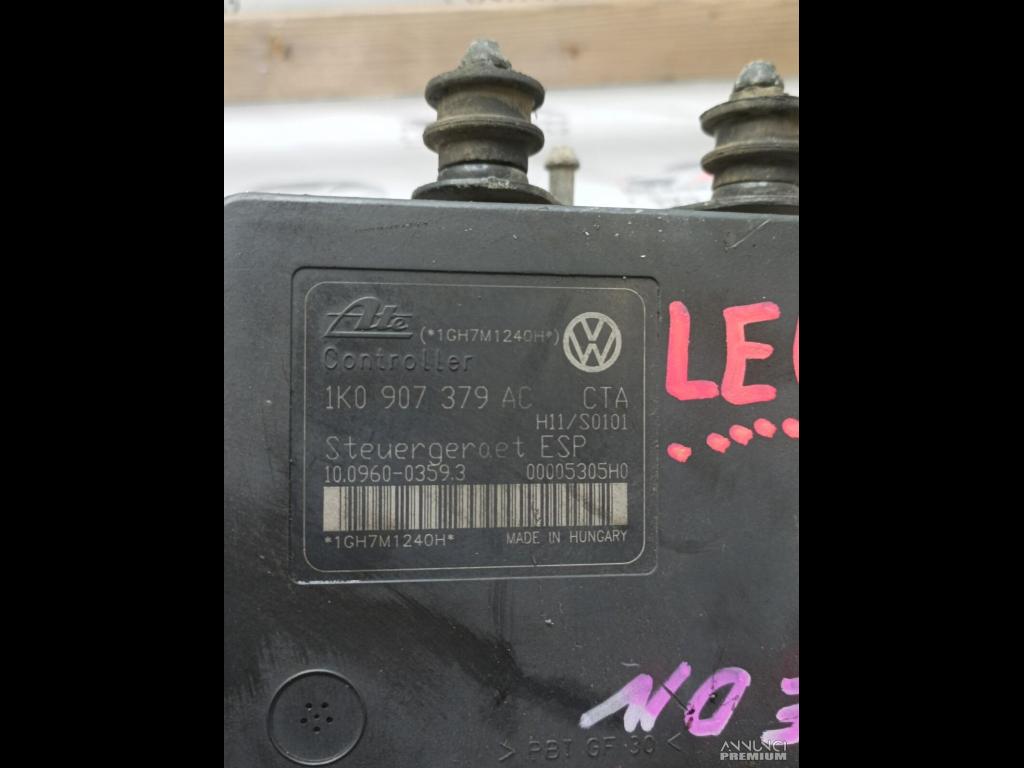 Ate (*1GH7M1240H*)
Controller
1K0 907 379 AC CTA
H11/S0101
Steuergeraet ESP
10.0960-0359.3 00005305H0
*1GH7M1240H* MADE IN HUNGARY
LE
NO
> PBT GF 30 <
ANNUNCI
PREMIUM